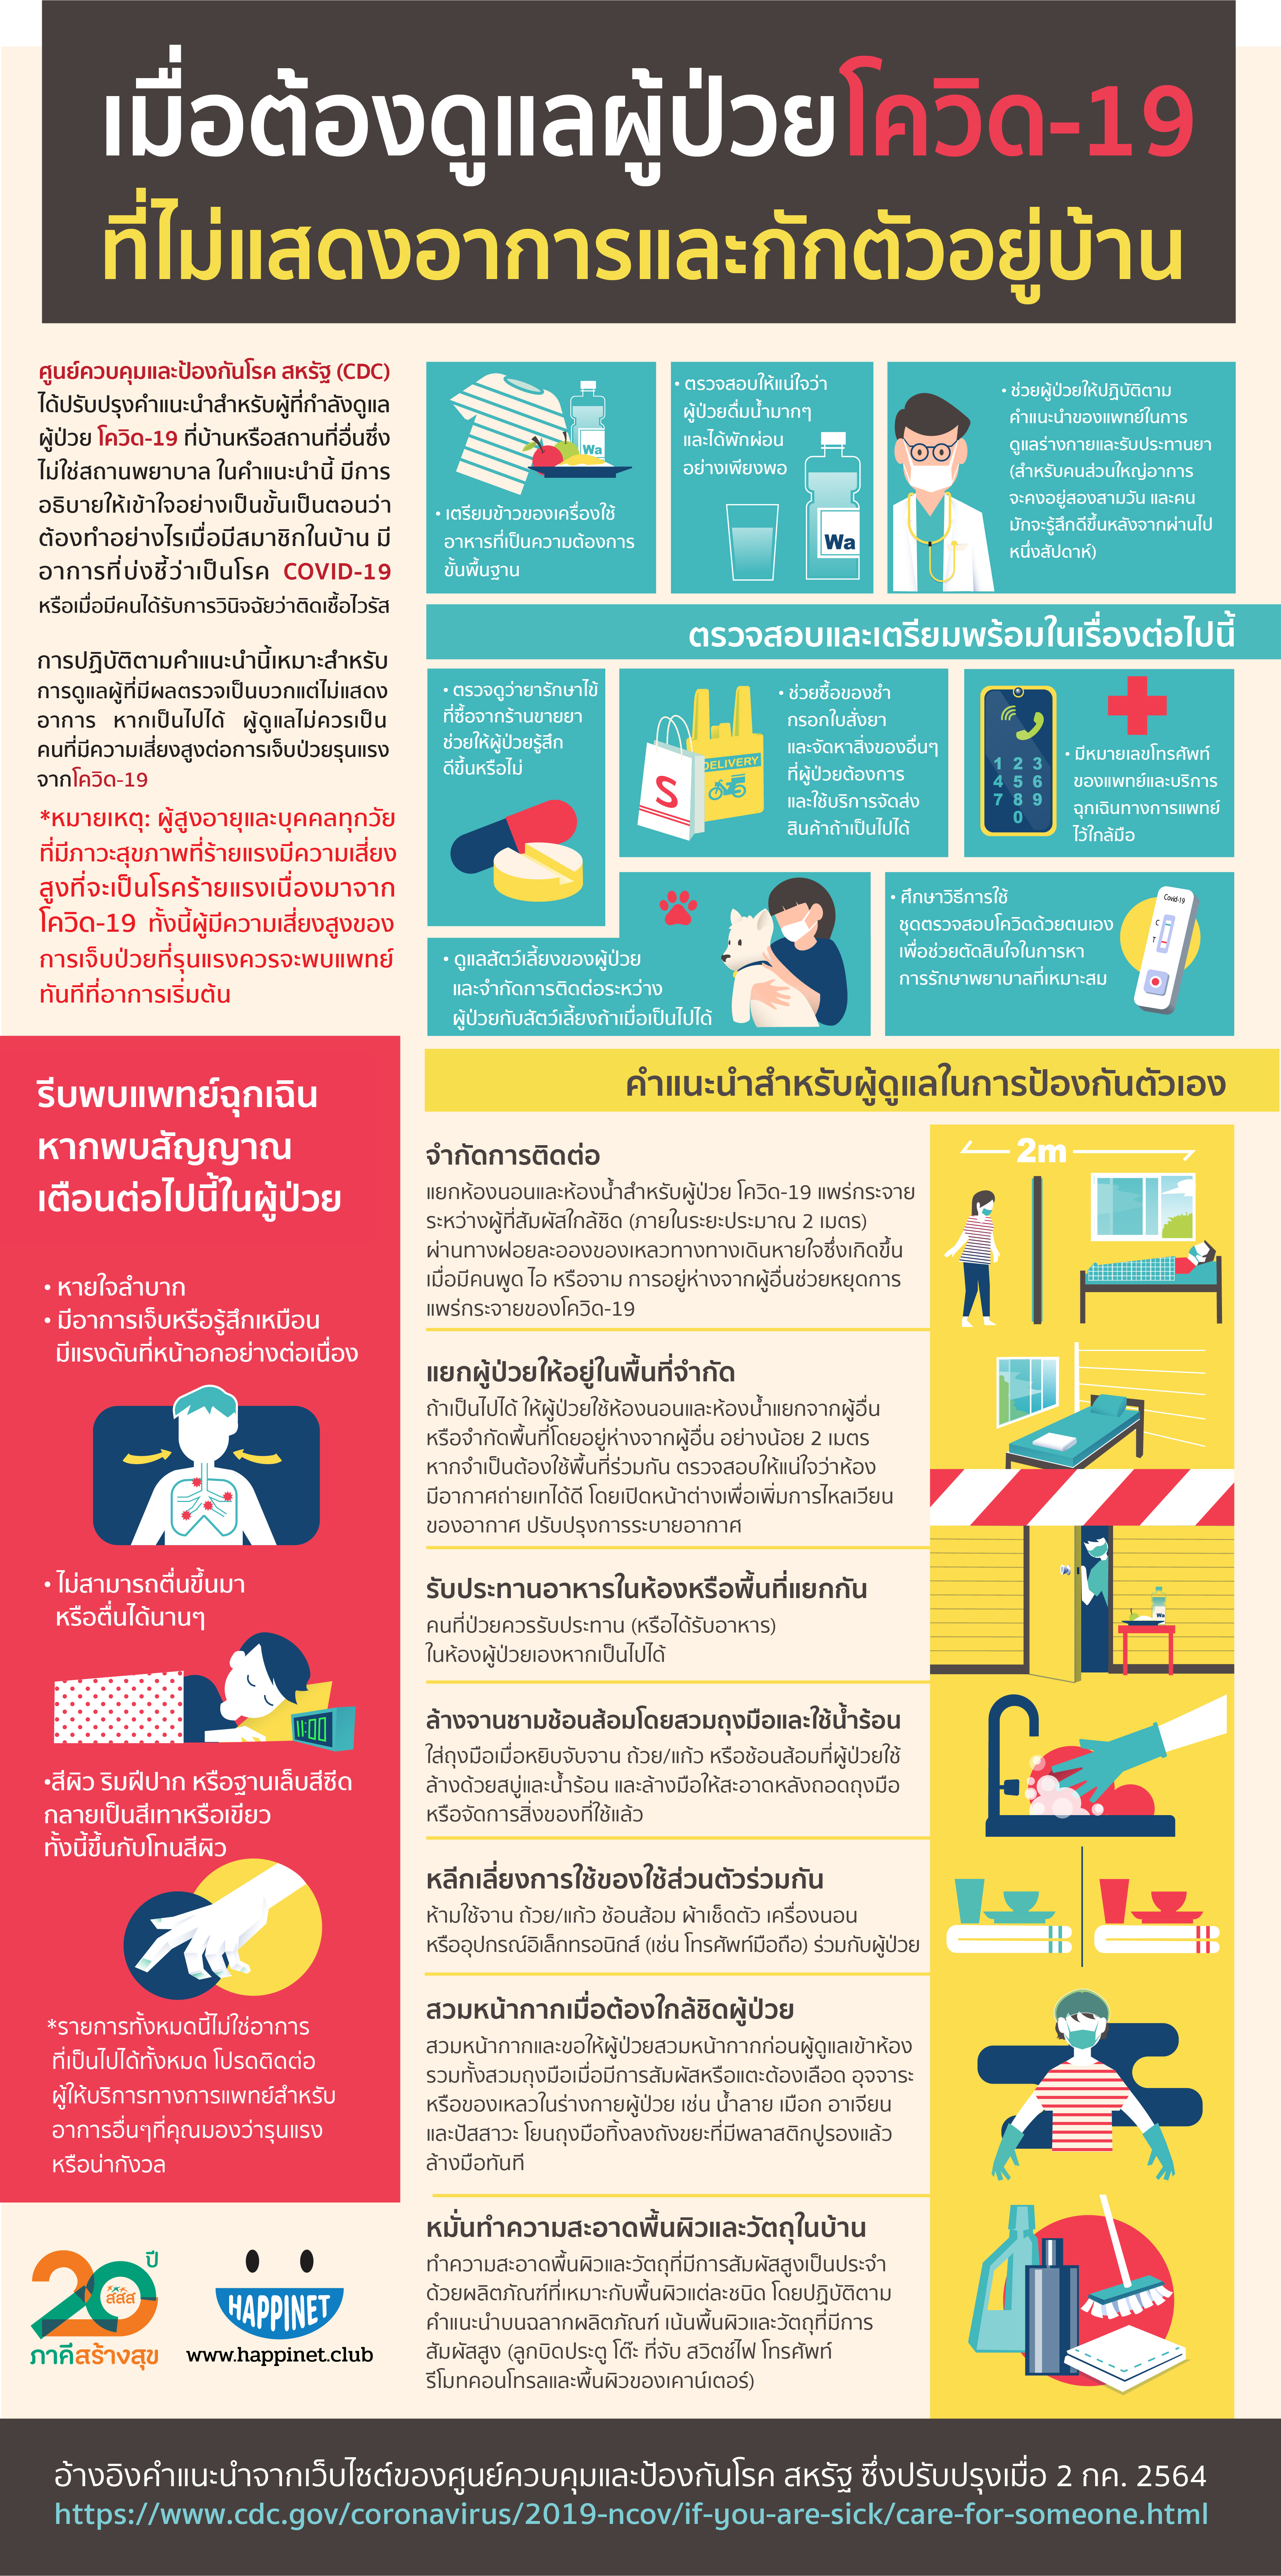 เมื่อต้องดูแลผู้ป่วยโควิด-19
ที่ไม่แสดงอาการและกักตัวอยู่บ้าน
ศูนย์ควบคุมและป้องกันโรค สหรัฐ (CDC)
ได้ปรับปรุงคำแนะนำสำหรับผู้ที่กำลังดูแล
ผู้ป่วย โควิด-19 ที่บ้านหรือสถานที่อื่นซึ่ง
ไม่ใช่สถานพยาบาล ในคำแนะนำนี้ มีการ
อธิบายให้เข้าใจอย่างเป็นขั้นเป็นตอนว่า
ต้องทำอย่างไรเมื่อมีสมาชิกในบ้าน มี
อาการที่บ่งชี้ว่าเป็นโรค COVID-19
หรือเมื่อมีคนได้รับการวินิจฉัยว่าติดเชื้อไวรัส
การปฏิบัติตามคำแนะนำนี้เหมาะสำหรับ
การดูแลผู้ที่มีผลตรวจเป็นบวกแต่ไม่แสดง
อาการ หากเป็นไปได้ ผู้ดูแลไม่ควรเป็น
คนที่มีความเสี่ยงสูงต่อการเจ็บป่วยรุนแรง
จากโควิด-19
*หมายเหตุ: ผู้สูงอายุและบุคคลทุกวัย
ที่มีภาวะสุขภาพที่ร้ายแรงมีความเสี่ยง
สูงที่จะเป็นโรคร้ายแรงเนื่องมาจาก
โควิด-19 ทั้งนี้ผู้มีความเสี่ยงสูงของ
การเจ็บป่วยที่รุนแรงควรจะพบแพทย์
ทันทีที่อาการเริ่มต้น
Wa
• เตรียมข้าวของเครื่องใช้
อาหารที่เป็นความต้องการ
ขั้นพื้นฐาน
• ตรวจสอบให้แน่ใจว่า
ผู้ป่วยดื่มน้ำมากๆ
และได้พักผ่อน
อย่างเพียงพอ
Wa
• ช่วยผู้ป่วยให้ปฏิบัติตาม
คำแนะนำของแพทย์ในการ
ดูแลร่างกายและรับประทานยา
(สำหรับคนส่วนใหญ่อาการ
จะคงอยู่สองสามวัน และคน
มักจะรู้สึกดีขึ้นหลังจากผ่านไป
หนึ่งสัปดาห์)
ตรวจสอบและเตรียมพร้อมในเรื่องต่อไปนี้
• ตรวจดูว่ายารักษาไข้
ที่ซื้อจากร้านขายยา
ช่วยให้ผู้ป่วยรู้สึก
ดีขึ้นหรือไม่
S
DELIVERY
• ช่วยซื้อของชำ
กรอกใบสั่งยา
และจัดหาสิ่งของอื่นๆ
ที่ผู้ป่วยต้องการ
และใช้บริการจัดส่ง
สินค้าถ้าเป็นไปได้
1 2 3
4 5 6
7 8 9
0
• มีหมายเลขโทรศัพท์
ของแพทย์และบริการ
ฉุกเฉินทางการแพทย์
ไว้ใกล้มือ
• ดูแลสัตว์เลี้ยงของผู้ป่วย
และจำกัดการติดต่อระหว่าง
ผู้ป่วยกับสัตว์เลี้ยงถ้าเมื่อเป็นไปได้
• ศึกษาวิธีการใช้
ชุดตรวจสอบโควิดด้วยตนเอง
เพื่อช่วยตัดสินใจในการหา
การรักษาพยาบาลที่เหมาะสม
Covid-19
C
T
รีบพบแพทย์ฉุกเฉิน
หากพบสัญญาณ
เตือนต่อไปนี้ในผู้ป่วย
• หายใจลำบาก
• มีอาการเจ็บหรือรู้สึกเหมือน
มีแรงดันที่หน้าอกอย่างต่อเนื่อง
• ไม่สามารถตื่นขึ้นมา
หรือตื่นได้นานๆ
11:00
•สีผิว ริมฝีปาก หรือฐานเล็บสีซีด
กลายเป็นสีเทาหรือเขียว
ทั้งนี้ขึ้นกับโทนสีผิว
*รายการทั้งหมดนี้ไม่ใช่อาการ
ที่เป็นไปได้ทั้งหมด โปรดติดต่อ
ผู้ให้บริการทางการแพทย์สำหรับ
อาการอื่นๆที่คุณมองว่ารุนแรง
หรือน่ากังวล
คำแนะนำสำหรับผู้ดูแลในการป้องกันตัวเอง
จำกัดการติดต่อ
แยกห้องนอนและห้องน้ำสำหรับผู้ป่วย โควิด-19 แพร่กระจาย
ระหว่างผู้ที่สัมผัสใกล้ชิด (ภายในระยะประมาณ 2 เมตร)
ผ่านทางฝอยละอองของเหลวทางทางเดินหายใจซึ่งเกิดขึ้น
เมื่อมีคนพูด ไอ หรือจาม การอยู่ห่างจากผู้อื่นช่วยหยุดการ
แพร่กระจายของโควิด-19
2m
แยกผู้ป่วยให้อยู่ในพื้นที่จำกัด
ถ้าเป็นไปได้ ให้ผู้ป่วยใช้ห้องนอนและห้องน้ำแยกจากผู้อื่น
หรือจำกัดพื้นที่โดยอยู่ห่างจากผู้อื่น อย่างน้อย 2 เมตร
หากจำเป็นต้องใช้พื้นที่ร่วมกัน ตรวจสอบให้แน่ใจว่าห้อง
มีอากาศถ่ายเทได้ดี โดยเปิดหน้าต่างเพื่อเพิ่มการไหลเวียน
ของอากาศ ปรับปรุงการระบายอากาศ
รับประทานอาหารในห้องหรือพื้นที่แยกกัน
คนที่ป่วยควรรับประทาน (หรือได้รับอาหาร)
ในห้องผู้ป่วยเองหากเป็นไปได้
Wa
ล้างจานชามช้อนส้อมโดยสวมถุงมือและใช้น้ำร้อน
ใส่ถุงมือเมื่อหยิบจับจาน ถ้วย/แก้ว หรือช้อนส้อมที่ผู้ป่วยใช้
ล้างด้วยสบู่และน้ำร้อน และล้างมือให้สะอาดหลังถอดถุงมือ
หรือจัดการสิ่งของที่ใช้แล้ว
หลีกเลี่ยงการใช้ของใช้ส่วนตัวร่วมกัน
ห้ามใช้จาน ถ้วย/แก้ว ช้อนส้อม ผ้าเช็ดตัว เครื่องนอน
หรืออุปกรณ์อิเล็กทรอนิกส์ (เช่น โทรศัพท์มือถือ) ร่วมกับผู้ป่วย
สวมหน้ากากเมื่อต้องใกล้ชิดผู้ป่วย
สวมหน้ากากและขอให้ผู้ป่วยสวมหน้ากากก่อนผู้ดูแลเข้าห้อง
รวมทั้งสวมถุงมือเมื่อมีการสัมผัสหรือแตะต้องเลือด อุจจาระ
หรือของเหลวในร่างกายผู้ป่วย เช่น น้ำลาย เมือก อาเจียน
และปัสสาวะ โยนถุงมือทิ้งลงถังขยะที่มีพลาสติกปูรองแล้ว
ล้างมือทันที
หมั่นทำความสะอาดพื้นผิวและวัตถุในบ้าน
ทำความสะอาดพื้นผิวและวัตถุที่มีการสัมผัสสูงเป็นประจำ
ด้วยผลิตภัณฑ์ที่เหมาะกับพื้นผิวแต่ละชนิด โดยปฏิบัติตาม
คำแนะนำบนฉลากผลิตภัณฑ์ เน้นพื้นผิวและวัตถุที่มีการ
สัมผัสสูง (ลูกบิดประตู โต๊ะ ที่จับ สวิตช์ไฟ โทรศัพท์
รีโมทคอนโทรลและพื้นผิวของเคาน์เตอร์)
20 ปี
สสส
ภาคีสร้างสุข
HAPPINET
www.happinet.club
อ้างอิงคำแนะนำจากเว็บไซต์ของศูนย์ควบคุมและป้องกันโรค สหรัฐ ซึ่งปรับปรุงเมื่อ 2 กค. 2564
https://www.cdc.gov/coronavirus/2019-ncov/if-you-are-sick/care-for-someone.html